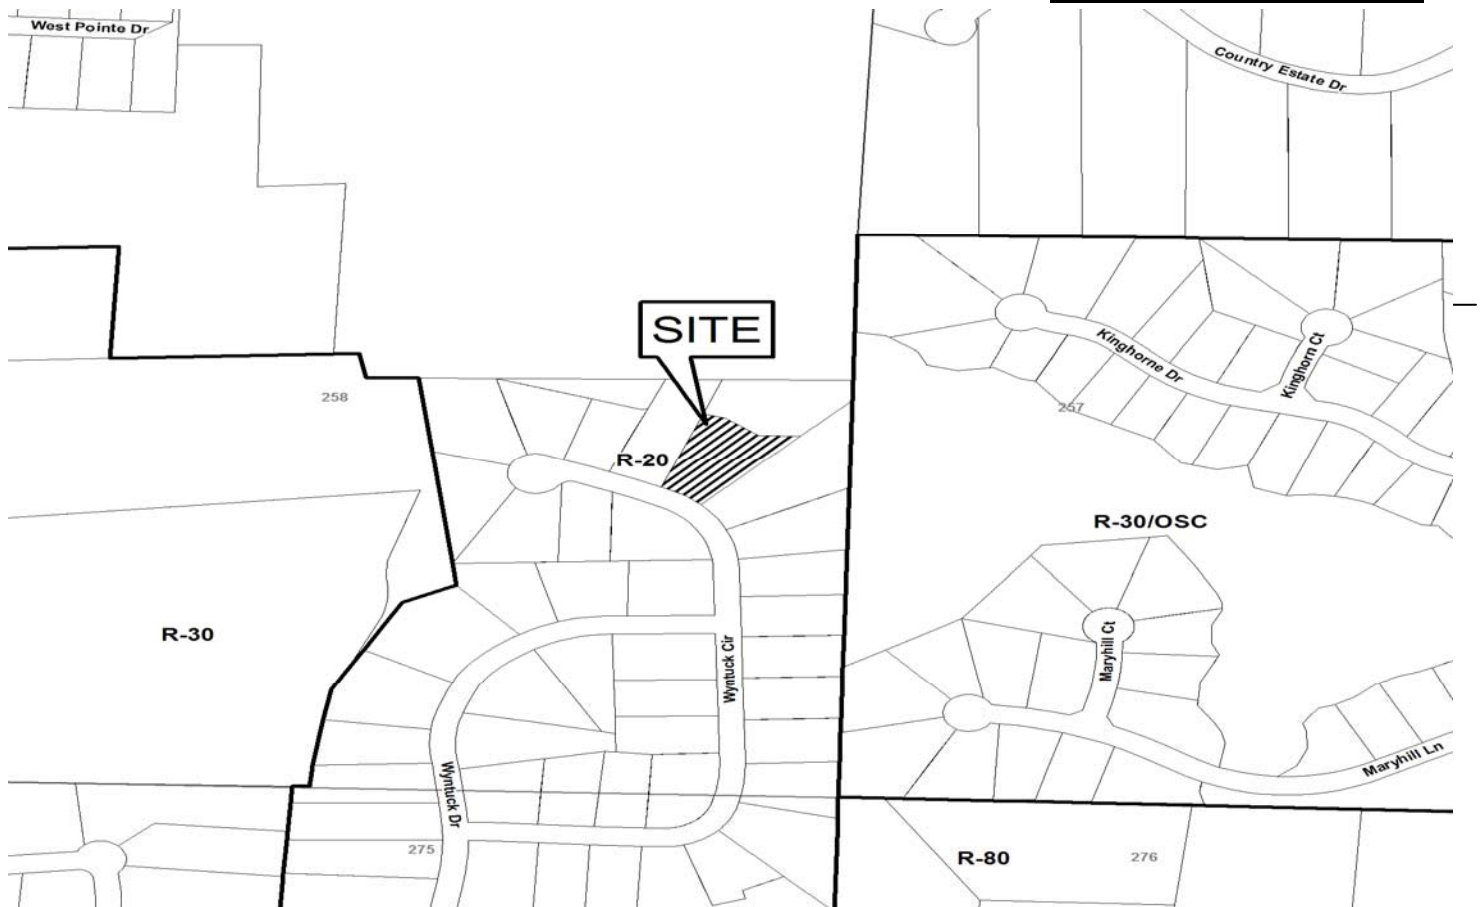 West Pointe Dr
Country Estate Dr
SITE
Kinghorne Dr
Kinghorn Ct
258
257
R-20
R-30/OSC
R-30
Maryhill Ct
Wyntuck Cir
Maryhill Ln
Wyntuck Dr
275
R-80
276